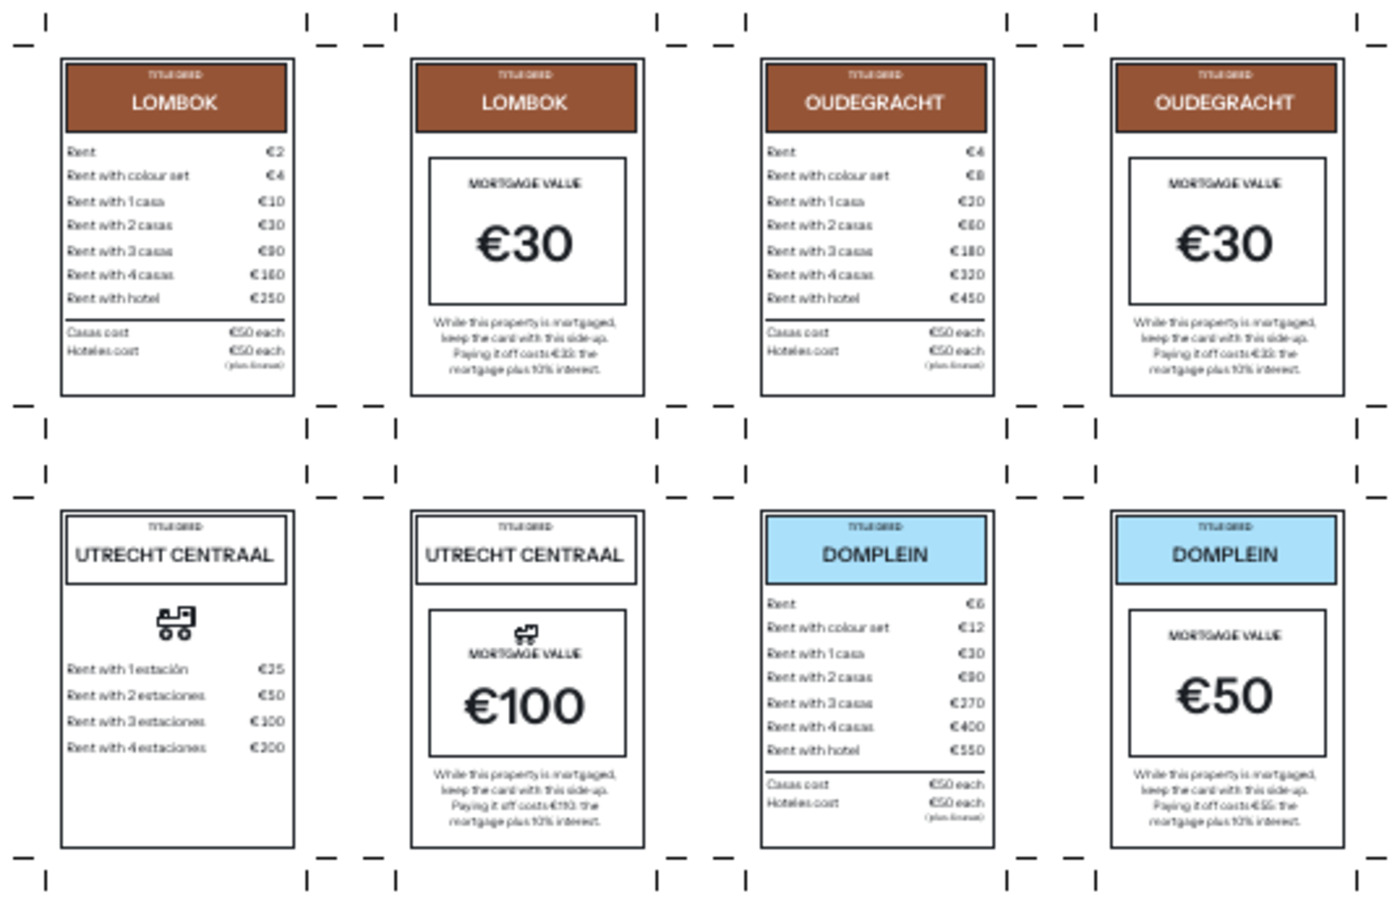 TITLE DEED
LOMBOK
Rent €2
Rent with colour set €4
Rent with 1 casa €10
Rent with 2 casas €30
Rent with 3 casas €90
Rent with 4 casas €160
Rent with hotel €250
Casas cost €50 each
Hoteles cost €50 each
TITLE DEED
LOMBOK
MORTGAGE VALUE
€30
While this property is mortgaged,
keep the card with this side up.
Paying it off costs €33: the
mortgage plus 10% interest.
TITLE DEED
OUDEGRACHT
Rent €4
Rent with colour set €8
Rent with 1 casa €20
Rent with 2 casas €60
Rent with 3 casas €180
Rent with 4 casas €320
Rent with hotel €450
Casas cost €50 each
Hoteles cost €50 each
TITLE DEED
OUDEGRACHT
MORTGAGE VALUE
€30
While this property is mortgaged,
keep the card with this side up.
Paying it off costs €33: the
mortgage plus 10% interest.
TITLE DEED
UTRECHT CENTRAAL
Rent with 1 estación €25
Rent with 2 estaciones €50
Rent with 3 estaciones €100
Rent with 4 estaciones €200
TITLE DEED
UTRECHT CENTRAAL
MORTGAGE VALUE
€100
While this property is mortgaged,
keep the card with this side up.
Paying it off costs €110: the
mortgage plus 10% interest.
TITLE DEED
DOMPLEIN
Rent €6
Rent with colour set €12
Rent with 1 casa €30
Rent with 2 casas €90
Rent with 3 casas €270
Rent with 4 casas €400
Rent with hotel €550
Casas cost €50 each
Hoteles cost €50 each
TITLE DEED
DOMPLEIN
MORTGAGE VALUE
€50
While this property is mortgaged,
keep the card with this side up.
Paying it off costs €55: the
mortgage plus 10% interest.